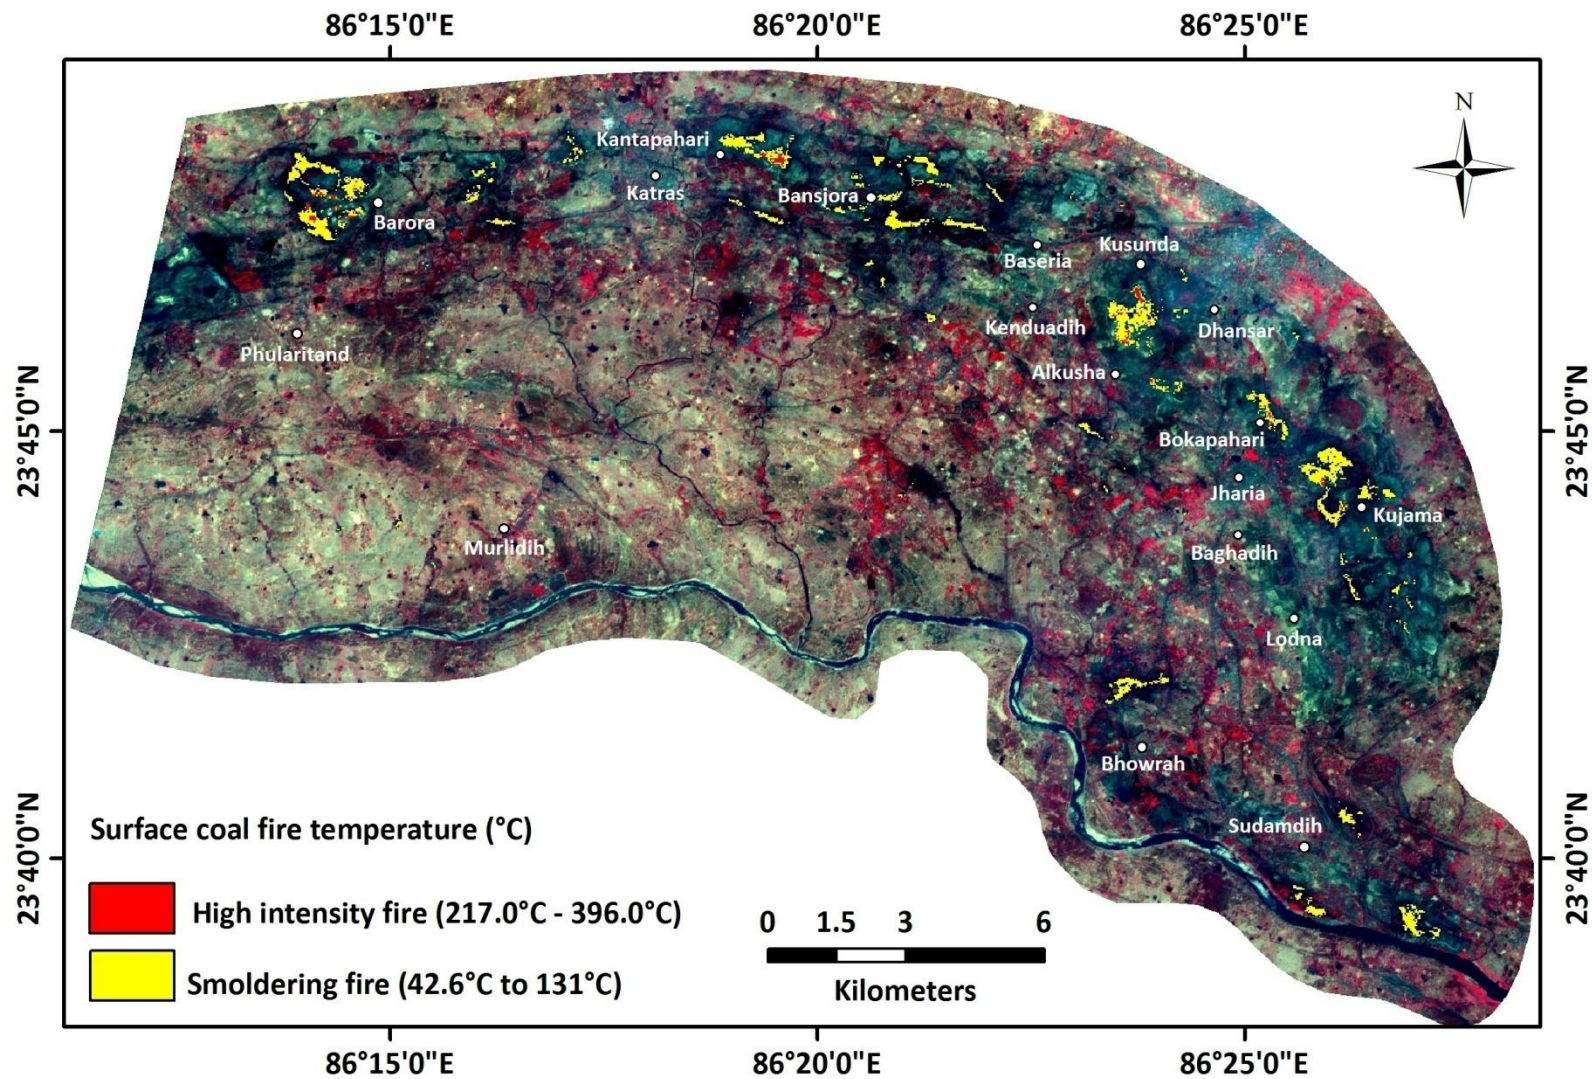 86°15'0"E 86°20'0"E 86°25'0"E
N
Kantapahari
Katras
Bansjora
Barora
Kusunda
Baseria
Kenduadih
Dhansar
Phularitand
Alkusha
23°45'0"N
23°45'0"N
Bokapahari
Jharia
Kujama
Murlidih
Baghadih
Lodna
Bhowrah
Sudamdih
23°40'0"N
23°40'0"N
Surface coal fire temperature (°C)
High intensity fire (217.0°C - 396.0°C)
Smoldering fire (42.6°C to 131°C)
0 1.5 3 6
Kilometers
86°15'0"E 86°20'0"E 86°25'0"E